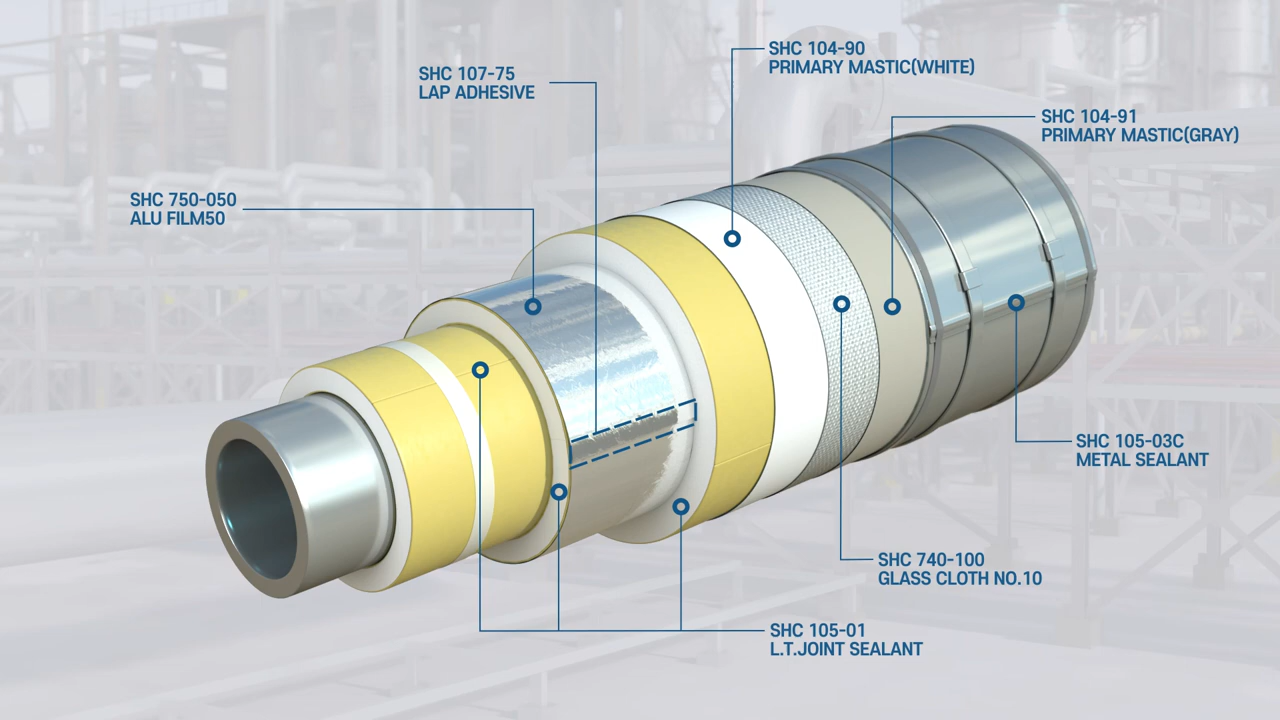 SHC 104-90
PRIMARY MASTIC(WHITE)
SHC 107-75
LAP ADHESIVE
SHC 104-91
PRIMARY MASTIC(GRAY)
SHC 750-050
ALU FILM50
SHC 105-03C
METAL SEALANT
SHC 740-100
GLASS CLOTH NO.10
SHC 105-01
L.T.JOINT SEALANT